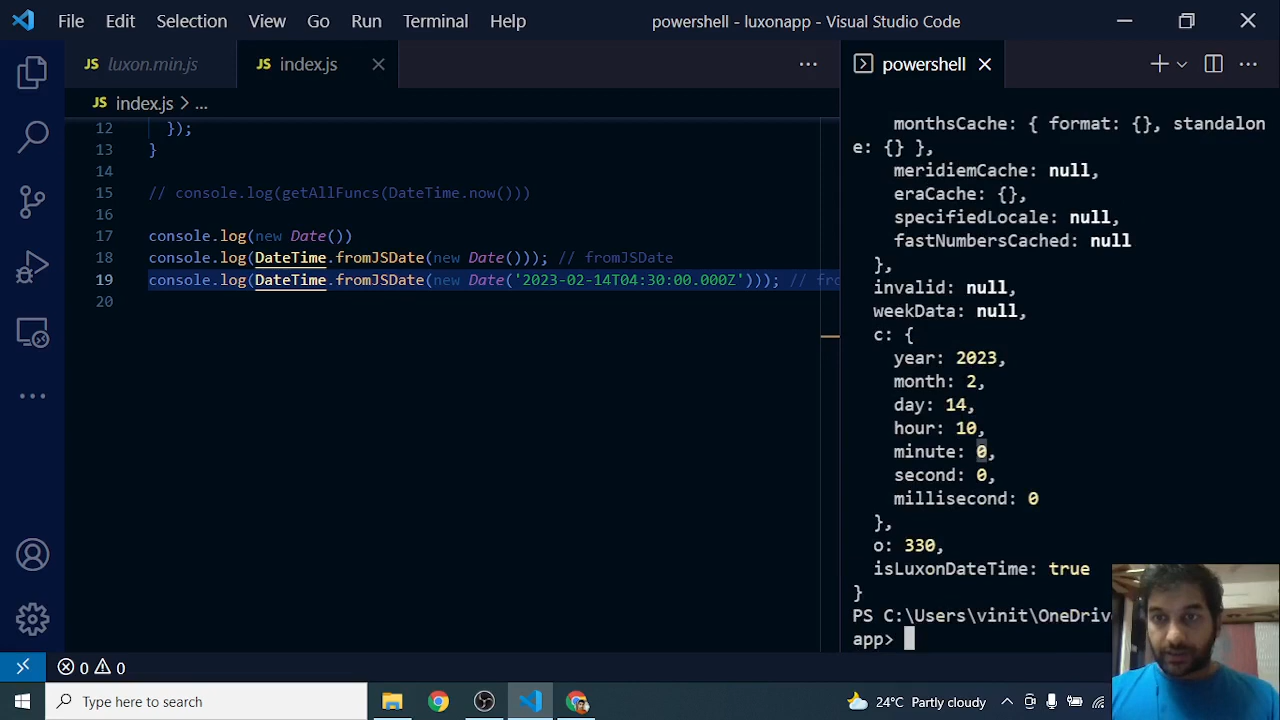 File Edit Selection View Go Run Terminal Help powershell - luxonapp - Visual Studio Code
JS luxon.min.js JS index.js
powershell
JS index.js > ...
12 });
13 }
14
15 // console.log(getAllFuncs(DateTime.now()))
16
17 console.log(new Date())
18 console.log(DateTime.fromJSDate(new Date())); // fromJSDate
19 console.log(DateTime.fromJSDate(new Date('2023-02-14T04:30:00.000Z'))); // fro
20
monthsCache: { format: {}, standalon
e: {} },
meridiemCache: null,
eraCache: {},
specifiedLocale: null,
fastNumbersCached: null
},
invalid: null,
weekData: null,
c: {
year: 2023,
month: 2,
day: 14,
hour: 10,
minute: 0,
second: 0,
millisecond: 0
},
o: 330,
isLuxonDateTime: true
}
PS C:\Users\vinit\OneDriv
app>
0 0
Type here to search
24°C Partly cloudy